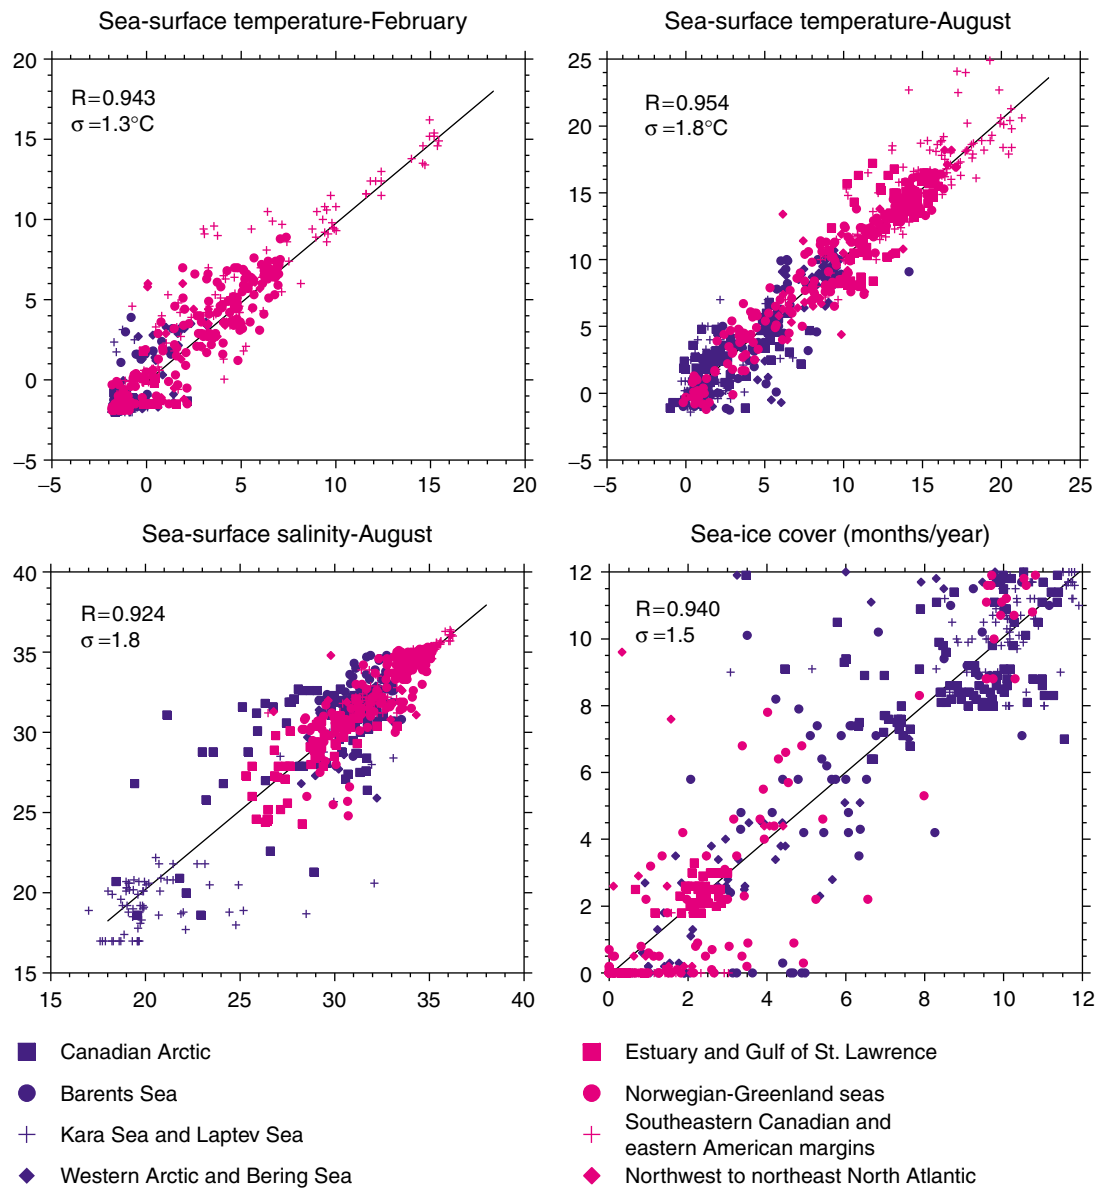 Sea-surface temperature-February
20
15
10
5
0
−5
R=0.943
σ=1.3°C
−5 0 5 10 15 20
Sea-surface temperature-August
25
20
15
10
5
0
−5
R=0.954
σ=1.8°C
−5 0 5 10 15 20 25
Sea-surface salinity-August
40
35
30
25
20
15
R=0.924
σ=1.8
15 20 25 30 35 40
Sea-ice cover (months/year)
12
10
8
6
4
2
0
R=0.940
σ=1.5
0 2 4 6 8 10 12
Canadian Arctic
Barents Sea
Kara Sea and Laptev Sea
Western Arctic and Bering Sea
Estuary and Gulf of St. Lawrence
Norwegian-Greenland seas
Southeastern Canadian and
eastern American margins
Northwest to northeast North Atlantic